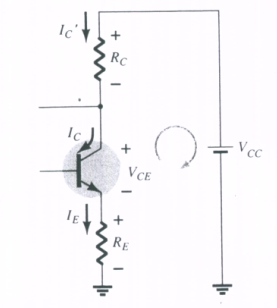 I_C'
+
R_C
−
I_C
+
V_CE
−
V_CC
I_E
+
R_E
−